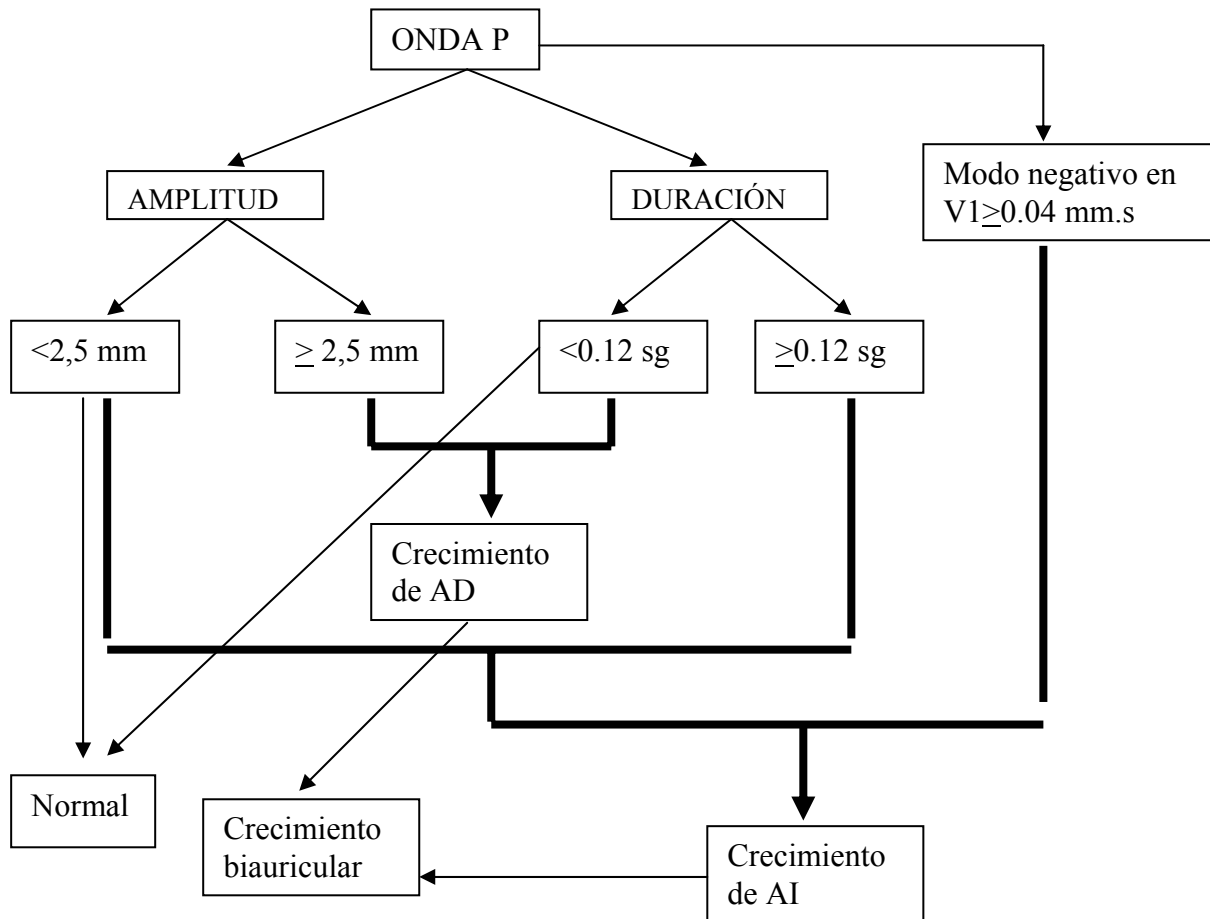 ONDA P
AMPLITUD
DURACIÓN
Modo negativo en
V1≥0.04 mm.s
<2,5 mm
≥ 2,5 mm
<0.12 sg
≥0.12 sg
Crecimiento
de AD
Normal
Crecimiento
biauricular
Crecimiento
de AI